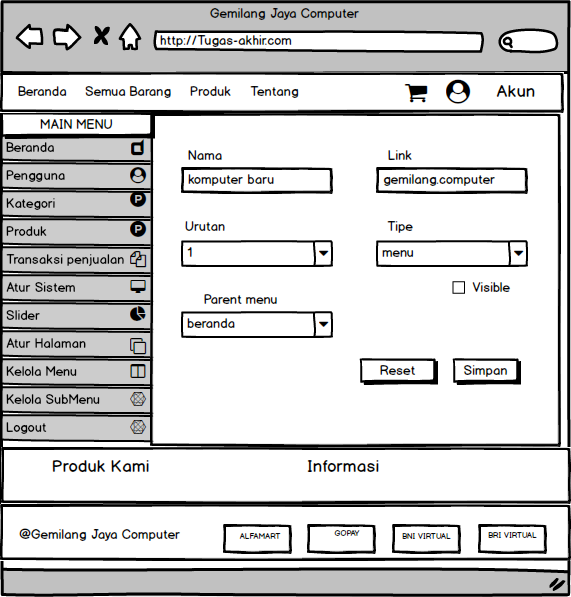 Gemilang Jaya Computer
http://Tugas-akhir.com
Beranda Semua Barang Produk Tentang Akun
MAIN MENU
Beranda
Pengguna
Kategori P
Produk P
Transaksi penjualan
Atur Sistem
Slider
Atur Halaman
Kelola Menu
Kelola SubMenu
Logout
Nama Link
komputer baru gemilang.computer
Urutan Tipe
1 menu
Visible
Parent menu
beranda
Reset Simpan
Produk Kami Informasi
@Gemilang Jaya Computer ALFAMART GOPAY BNI VIRTUAL BRI VIRTUAL